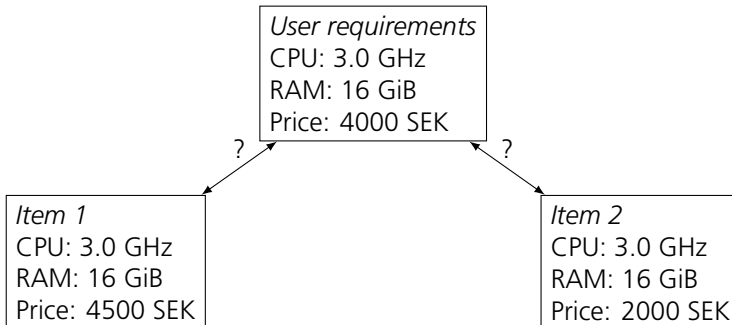 User requirements
CPU: 3.0 GHz
RAM: 16 GiB
Price: 4000 SEK
?
?
Item 1
CPU: 3.0 GHz
RAM: 16 GiB
Price: 4500 SEK
Item 2
CPU: 3.0 GHz
RAM: 16 GiB
Price: 2000 SEK